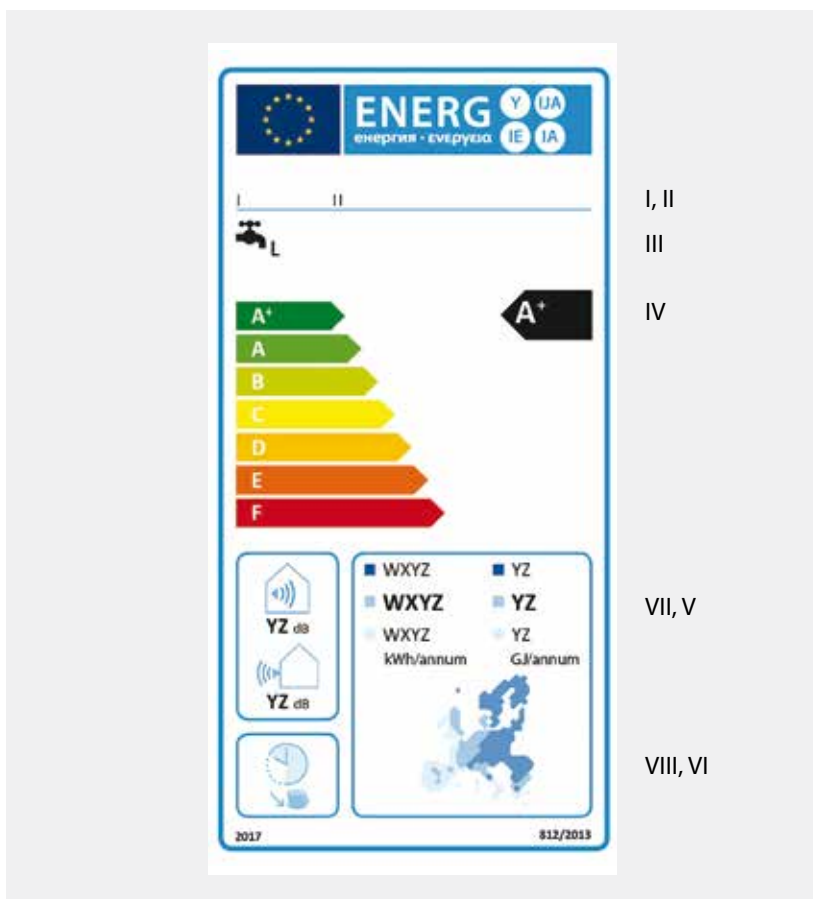 ENERG Y IJA
енергия · ενεργεια IE IA
I II I, II
L III
A⁺ A⁺ IV
A
B
C
D
E
F
WXYZ YZ
WXYZ YZ VII, V
YZ dB
WXYZ YZ
kWh/annum GJ/annum
YZ dB
VIII, VI
2017 812/2013